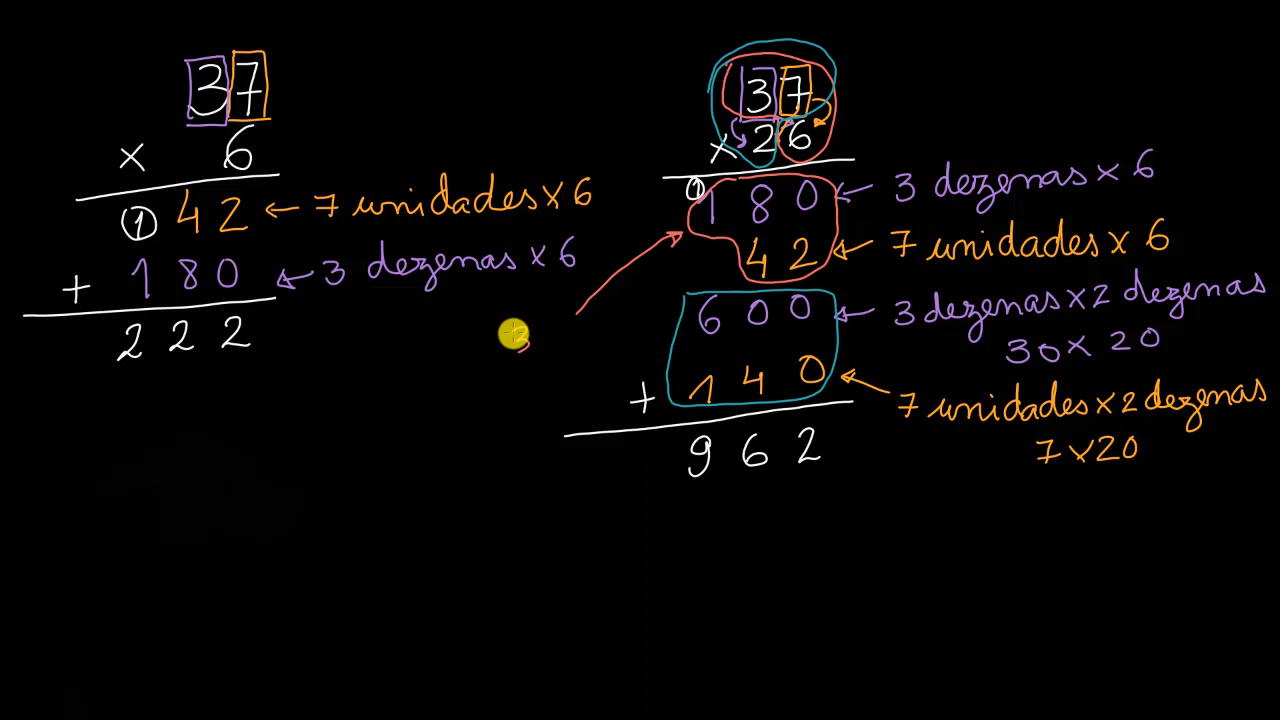 37
× 6
① 42 ← 7 unidades × 6
+ 180 ← 3 dezenas × 6
222
37
× 26
①
180 ← 3 dezenas × 6
42 ← 7 unidades × 6
600 ← 3 dezenas × 2 dezenas
30 × 20
+ 140 ← 7 unidades × 2 dezenas
7 × 20
962